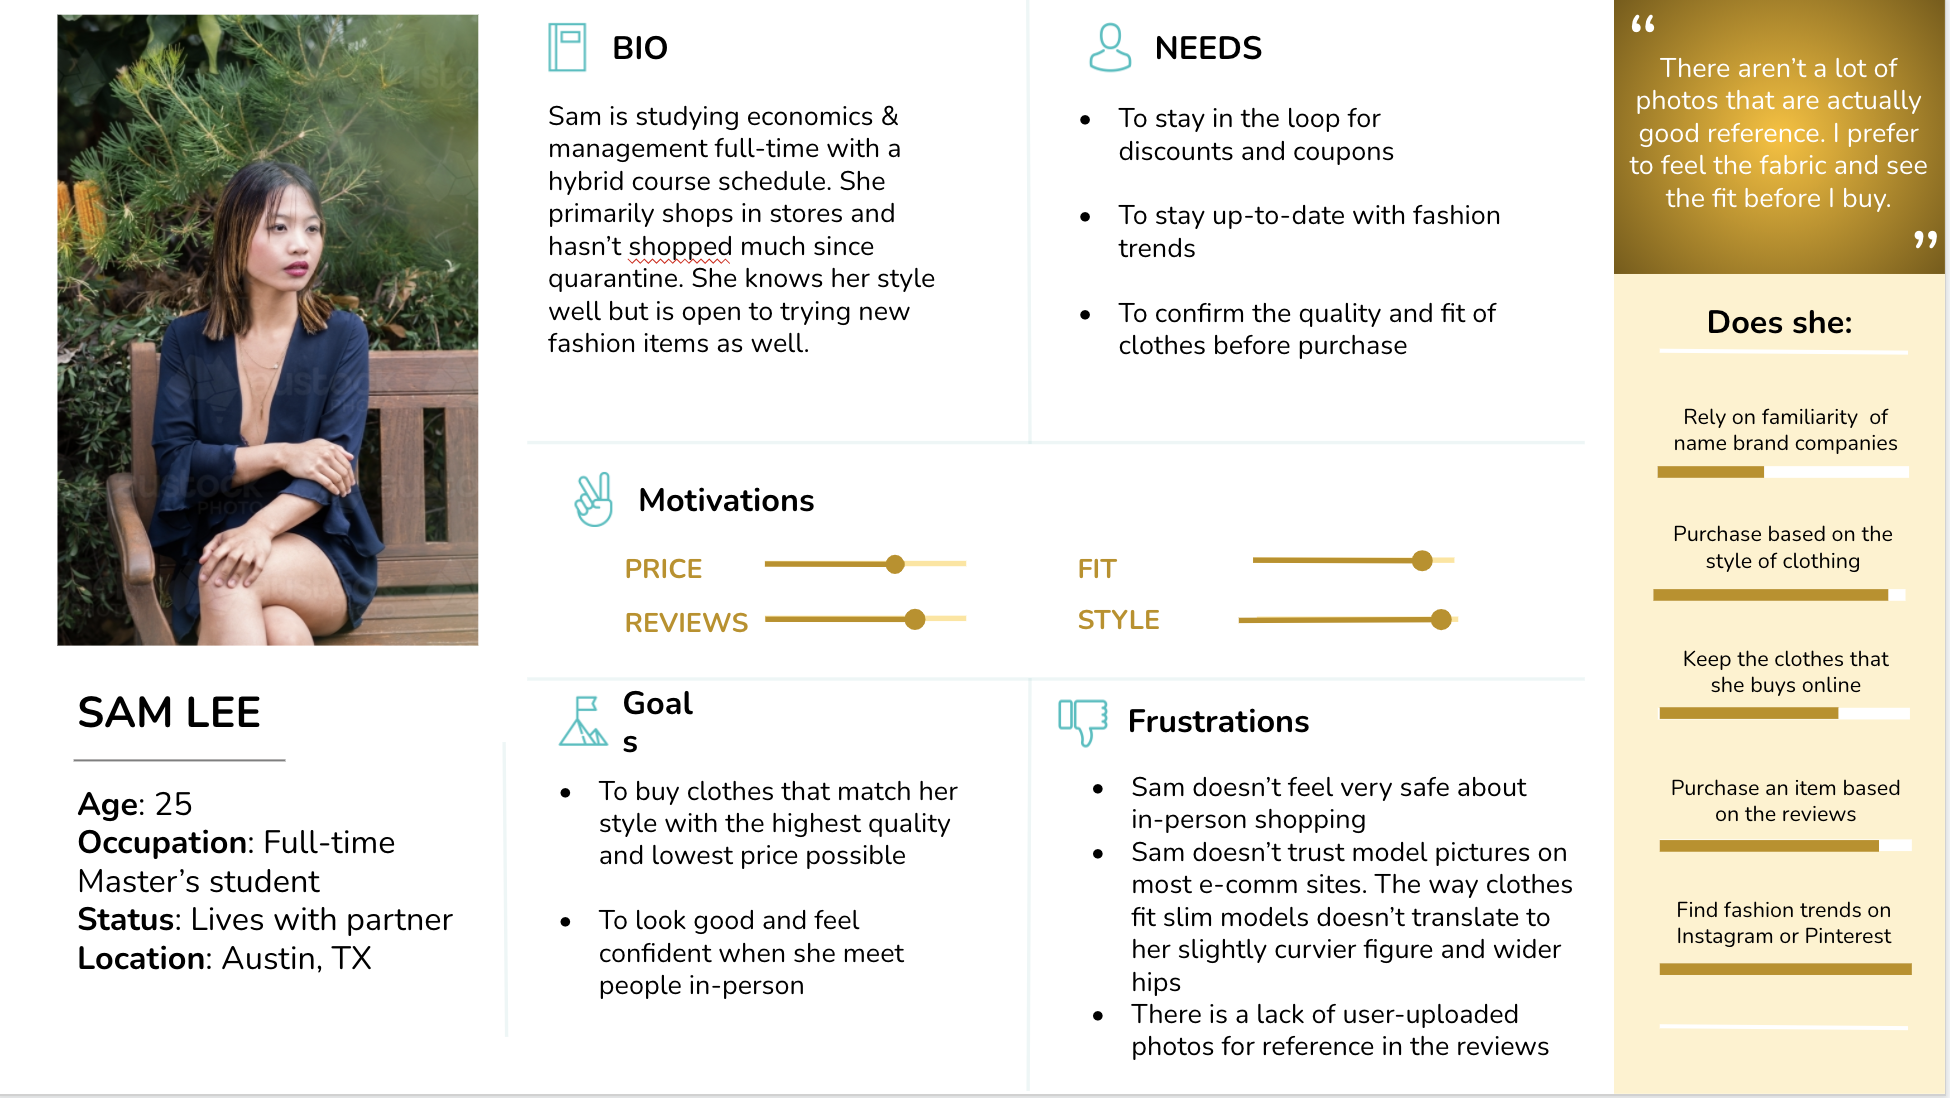 BIO
Sam is studying economics &
management full-time with a
hybrid course schedule. She
primarily shops in stores and
hasn’t shopped much since
quarantine. She knows her style
well but is open to trying new
fashion items as well.
NEEDS
● To stay in the loop for
discounts and coupons
● To stay up-to-date with fashion
trends
● To confirm the quality and fit of
clothes before purchase
“
There aren’t a lot of
photos that are actually
good reference. I prefer
to feel the fabric and see
the fit before I buy.
”
Motivations
PRICE
REVIEWS
FIT
STYLE
SAM LEE
Age: 25
Occupation: Full-time
Master’s student
Status: Lives with partner
Location: Austin, TX
Goal
s
● To buy clothes that match her
style with the highest quality
and lowest price possible
● To look good and feel
confident when she meet
people in-person
Frustrations
● Sam doesn’t feel very safe about
in-person shopping
● Sam doesn’t trust model pictures on
most e-comm sites. The way clothes
fit slim models doesn’t translate to
her slightly curvier figure and wider
hips
● There is a lack of user-uploaded
photos for reference in the reviews
Does she:
Rely on familiarity  of
name brand companies
Purchase based on the
style of clothing
Keep the clothes that
she buys online
Purchase an item based
on the reviews
Find fashion trends on
Instagram or Pinterest